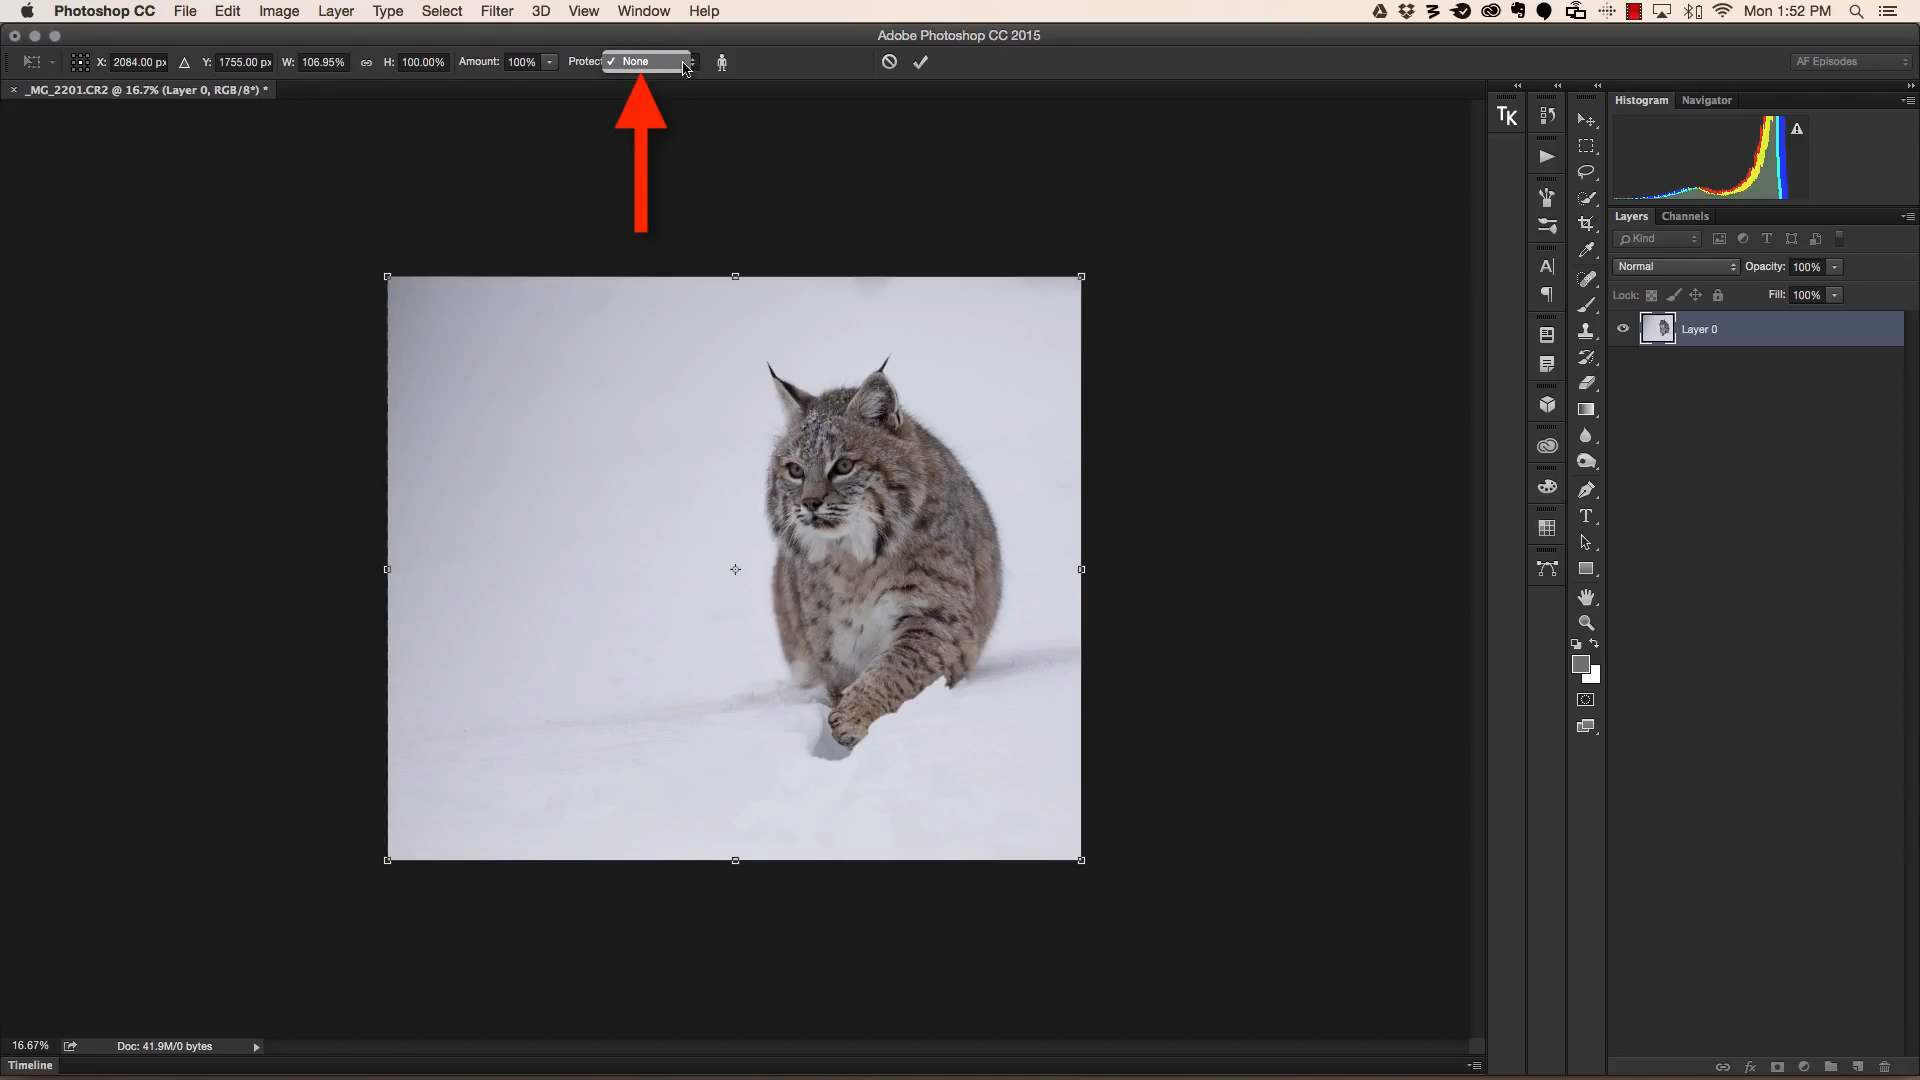 Photoshop CC File Edit Image Layer Type Select Filter 3D View Window Help Mon 1:52 PM
Adobe Photoshop CC 2015
X: 2084.00 px Y: 1755.00 px W: 106.95% H: 100.00% Amount: 100% Protect ✓ None AF Episodes
× _MG_2201.CR2 @ 16.7% (Layer 0, RGB/8*) *
Histogram Navigator
TK
Layers Channels
Kind
Normal Opacity: 100%
Lock: Fill: 100%
Layer 0
16.67% Doc: 41.9M/0 bytes
Timeline
fx